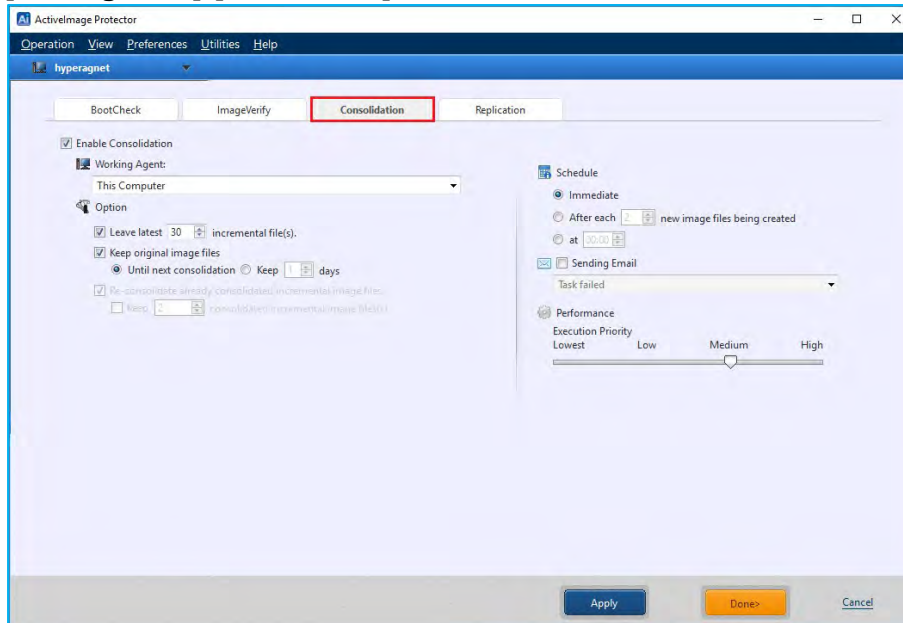 ActiveImage Protector
Operation View Preferences Utilities Help
hyperagnet
BootCheck ImageVerify Consolidation Replication
Enable Consolidation
Working Agent:
This Computer
Option
Leave latest 30 incremental file(s).
Keep original image files
Until next consolidation Keep 1 days
Re-consolidate already consolidated incremental image files.
Keep 2 consolidated incremental image file(s)
Schedule
Immediate
After each 2 new image files being created
at 00:00
Sending Email
Task failed
Performance
Execution Priority
Lowest Low Medium High
Apply Done> Cancel